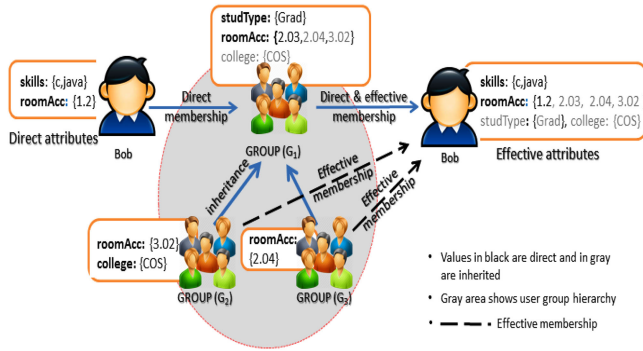 studType: {Grad}
roomAcc: {2.03,2.04,3.02}
college: {COS}
skills: {c,java}
roomAcc: {1.2}
Direct attributes
Bob
Direct
membership
GROUP (G1)
Direct & effective
membership
skills: {c,java}
roomAcc: {1.2, 2.03, 2.04, 3.02
studType: {Grad}, college: {COS}
Bob
Effective attributes
inheritance
Effective
membership
Effective
membership
roomAcc: {3.02}
college: {COS}
GROUP (G2)
roomAcc:
{2.04}
GROUP (G3)
• Values in black are direct and in gray
are inherited
• Gray area shows user group hierarchy
• Effective membership